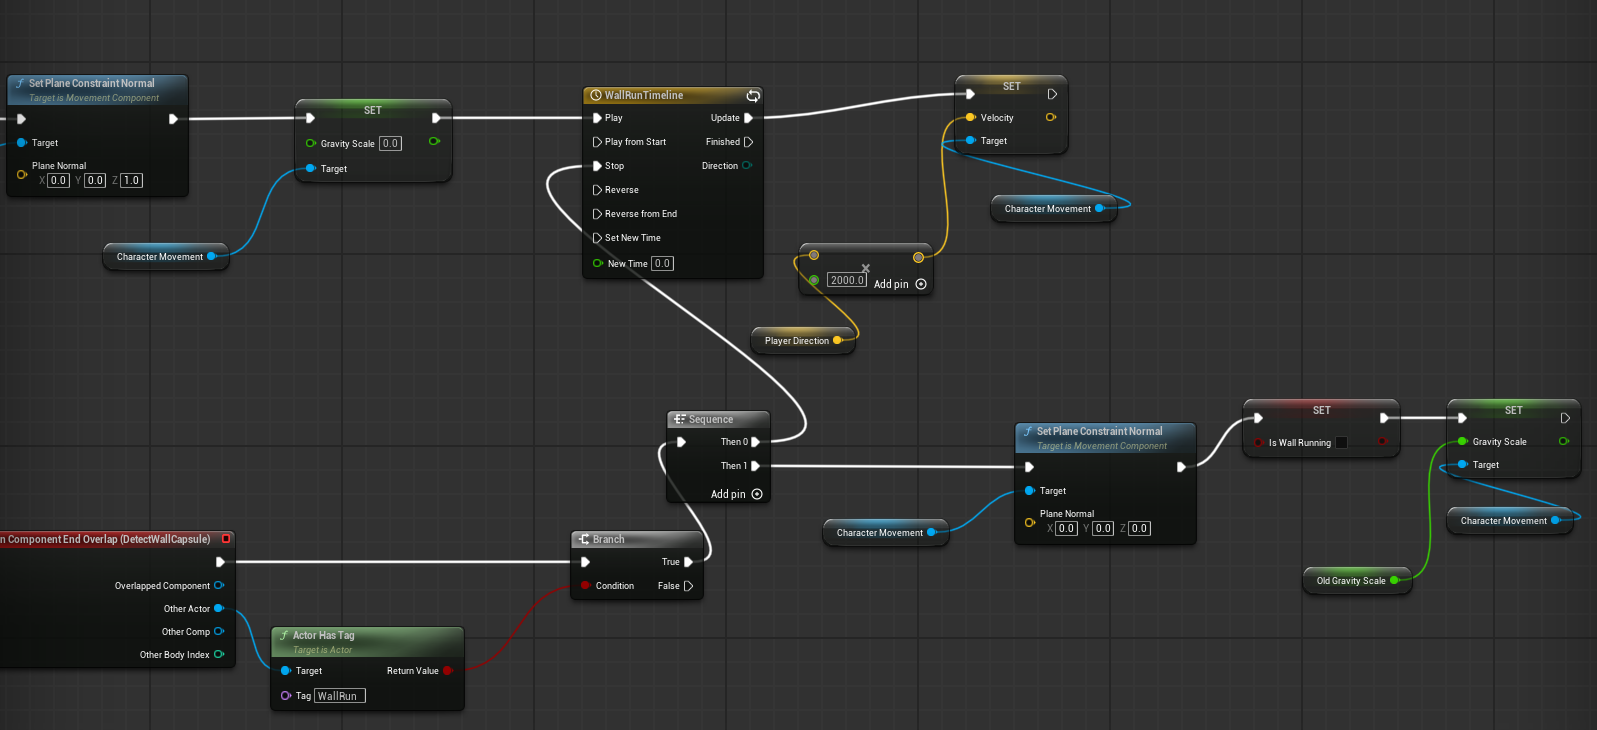 Set Plane Constraint Normal
Target is Movement Component
Target
Plane Normal
X 0.0 Y 0.0 Z 1.0
SET
Gravity Scale 0.0
Target
Character Movement
WallRunTimeline
Play Update
Play from Start Finished
Stop Direction
Reverse
Reverse from End
Set New Time
New Time 0.0
SET
Velocity
Target
Character Movement
2000.0 Add pin
Player Direction
Sequence
Then 0
Then 1
Add pin
n Component End Overlap (DetectWallCapsule)
Overlapped Component
Other Actor
Other Comp
Other Body Index
Actor Has Tag
Target is Actor
Target Return Value
Tag WallRun
Branch
True
Condition False
Set Plane Constraint Normal
Target is Movement Component
Target
Plane Normal
X 0.0 Y 0.0 Z 0.0
Character Movement
SET
Is Wall Running
SET
Gravity Scale
Target
Character Movement
Old Gravity Scale